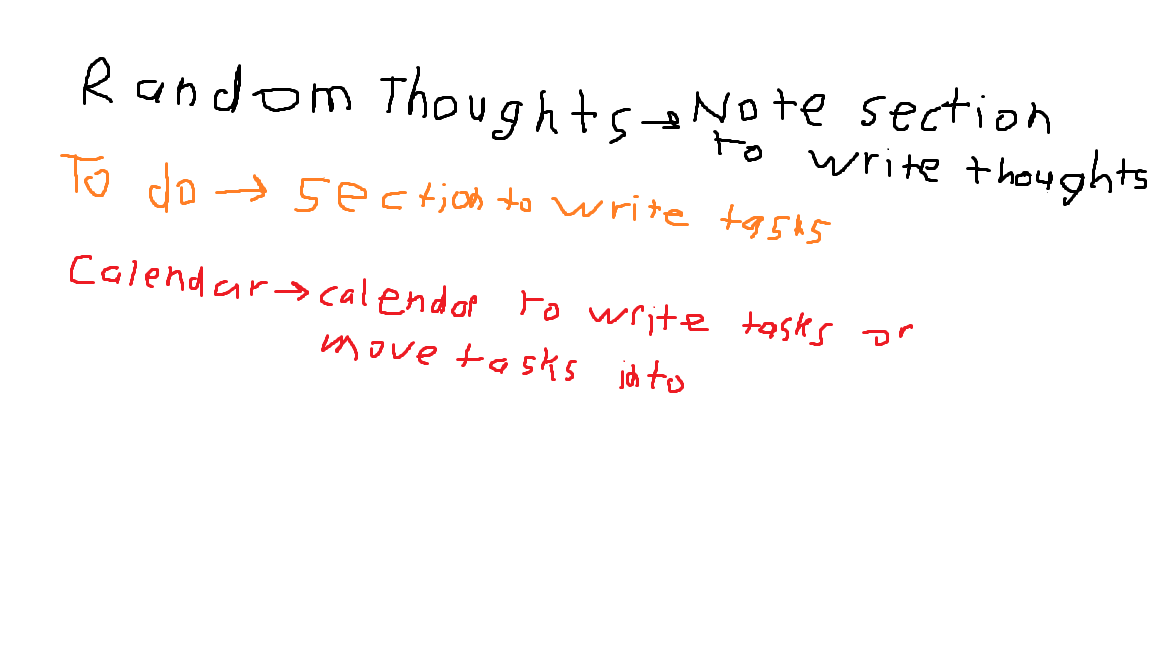 Random Thoughts → Note section
to write thoughts
To do → section to write tasks
Calendar → calendar to write tasks or
move tasks into